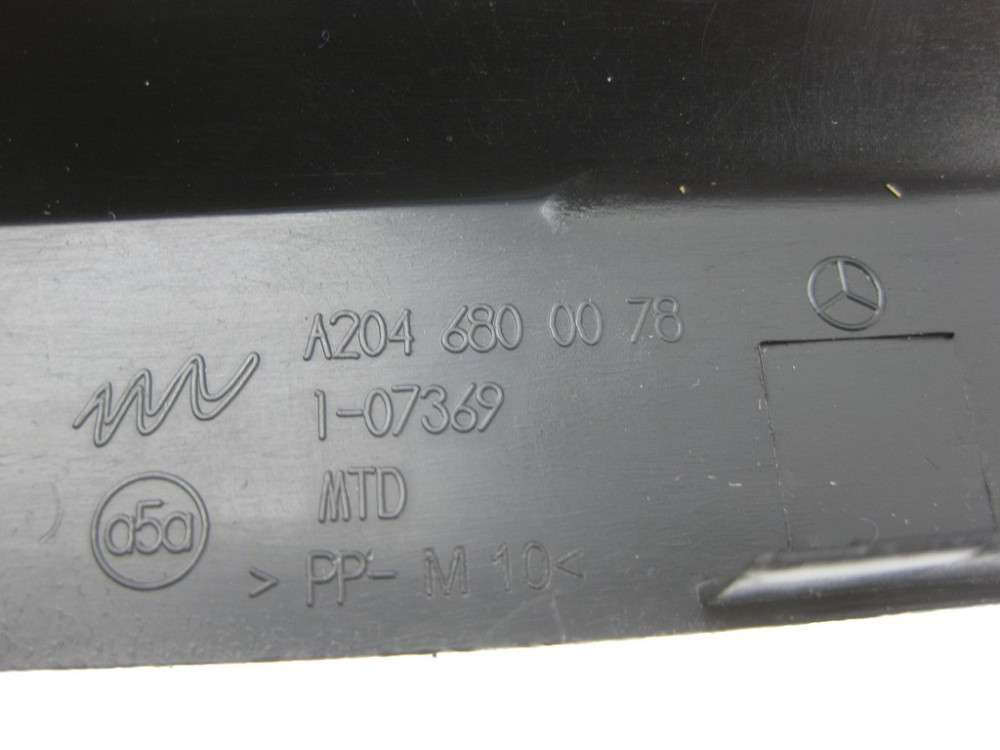 A204 680 00 78
1-07369
MTD
a5a
> PP- M 10<